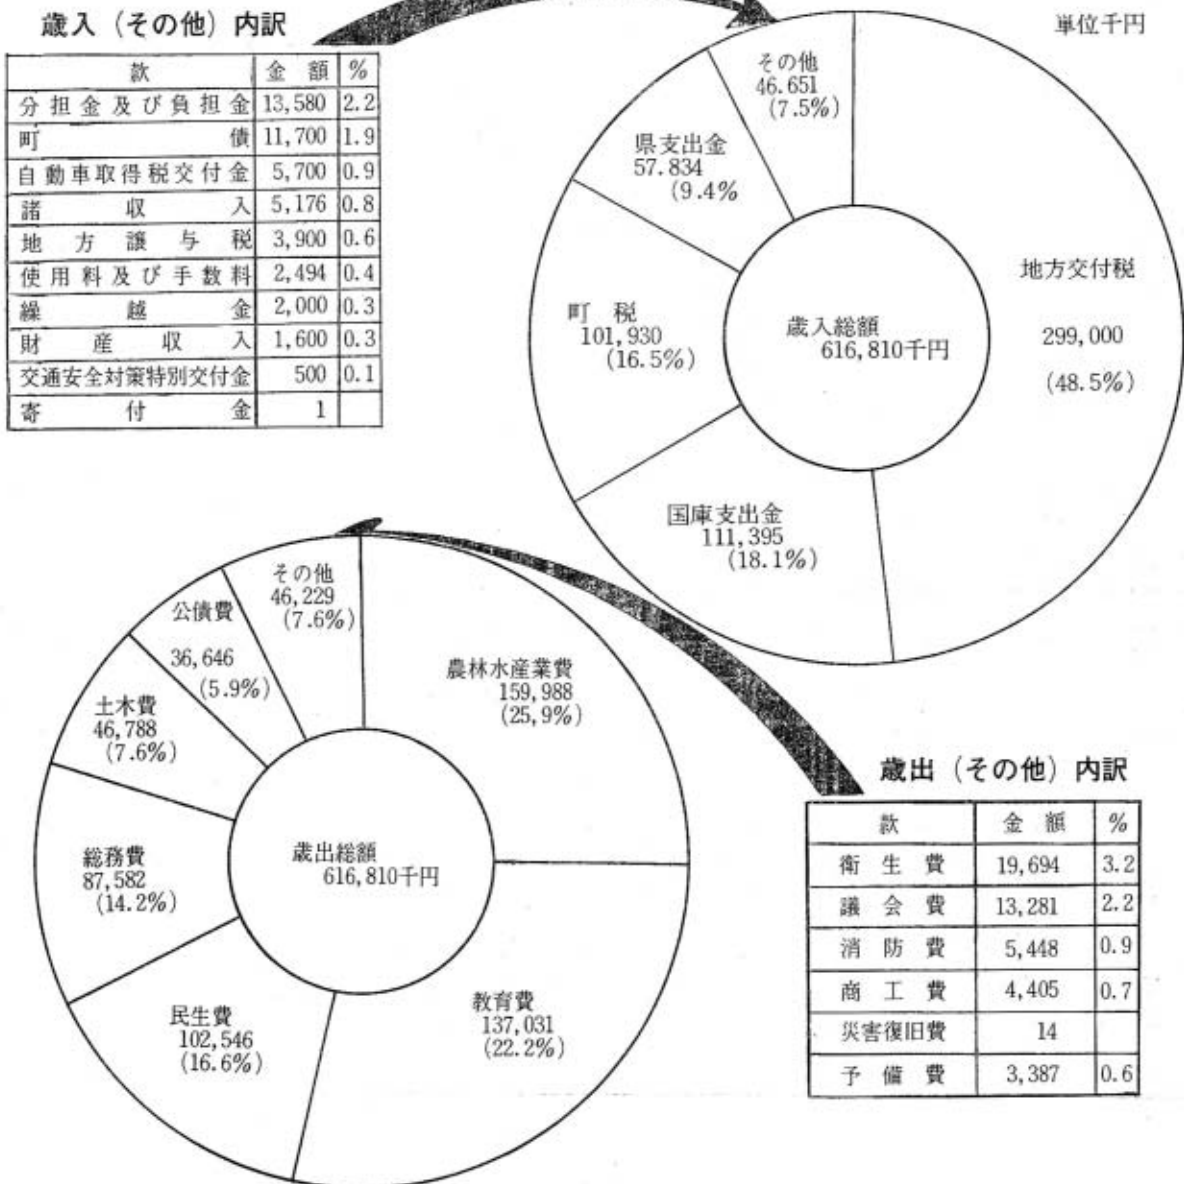 歳入（その他）内訳
款 金額 %
分担金及び負担金 13,580 2.2
町債 11,700 1.9
自動車取得税交付金 5,700 0.9
諸収入 5,176 0.8
地方譲与税 3,900 0.6
使用料及び手数料 2,494 0.4
繰越金 2,000 0.3
財産収入 1,600 0.3
交通安全対策特別交付金 500 0.1
寄付金 1
単位千円
その他
46.651
(7.5%)
県支出金
57.834
(9.4%
町税
101,930
(16.5%)
国庫支出金
111,395
(18.1%)
地方交付税
299,000
(48.5%)
歳入総額
616,810千円
その他
46,229
(7.6%)
公債費
36,646
(5.9%)
土木費
46,788
(7.6%)
総務費
87,582
(14.2%)
民生費
102,546
(16.6%)
教育費
137,031
(22.2%)
農林水産業費
159,988
(25,9%)
歳出総額
616,810千円
歳出（その他）内訳
款 金額 %
衛生費 19,694 3.2
議会費 13,281 2.2
消防費 5,448 0.9
商工費 4,405 0.7
災害復旧費 14
予備費 3,387 0.6